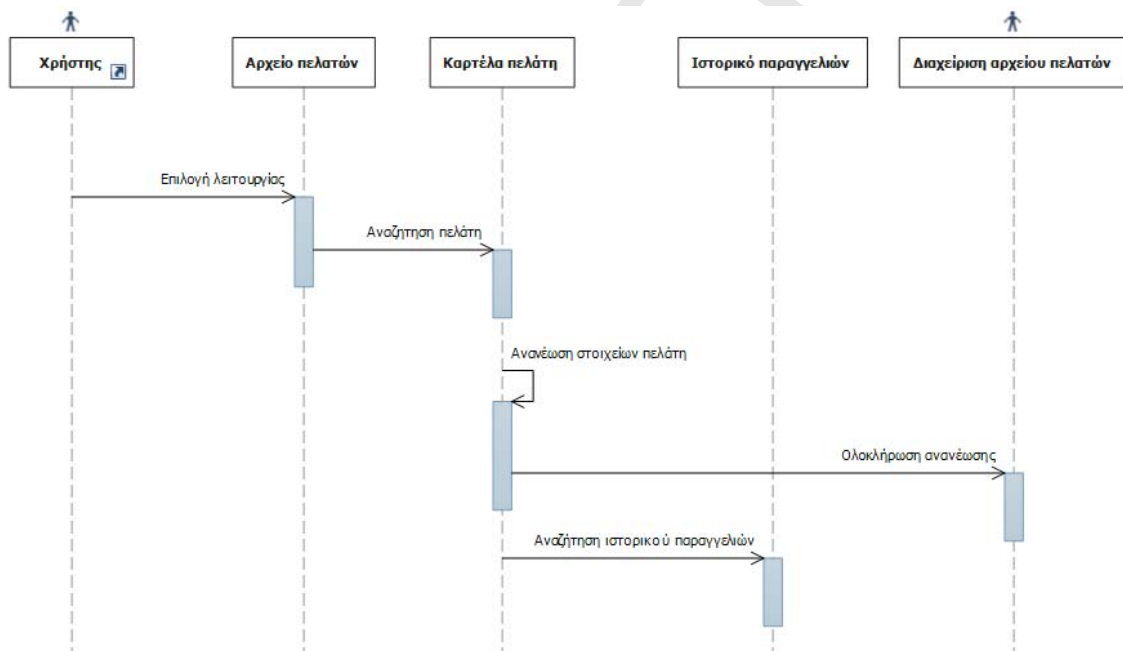 Χρήστης
Αρχείο πελατών
Καρτέλα πελάτη
Ιστορικό παραγγελιών
Διαχείριση αρχείου πελατών
Επιλογή λειτουργίας
Αναζητηση πελάτη
Ανανέωση στοιχείων πελάτη
Ολοκλήρωση ανανέωσης
Αναζήτηση ιστορικού παραγγελιών